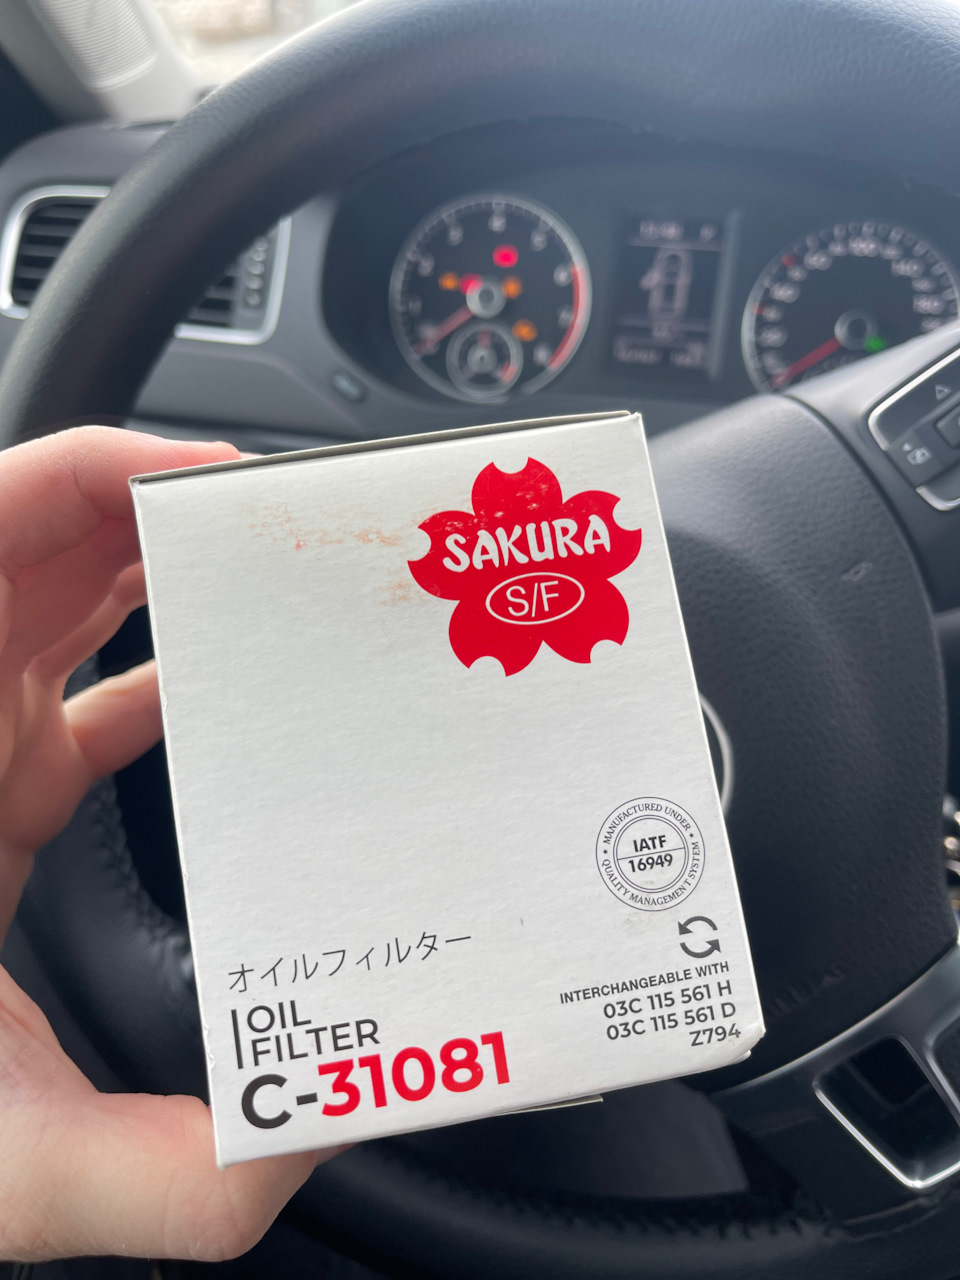 SAKURA
S/F
MANUFACTURED UNDER
IATF
16949
QUALITY MANAGEMENT SYSTEM
オイルフィルター
OIL
FILTER
C-31081
INTERCHANGEABLE WITH
03C 115 561 H
03C 115 561 D
Z794